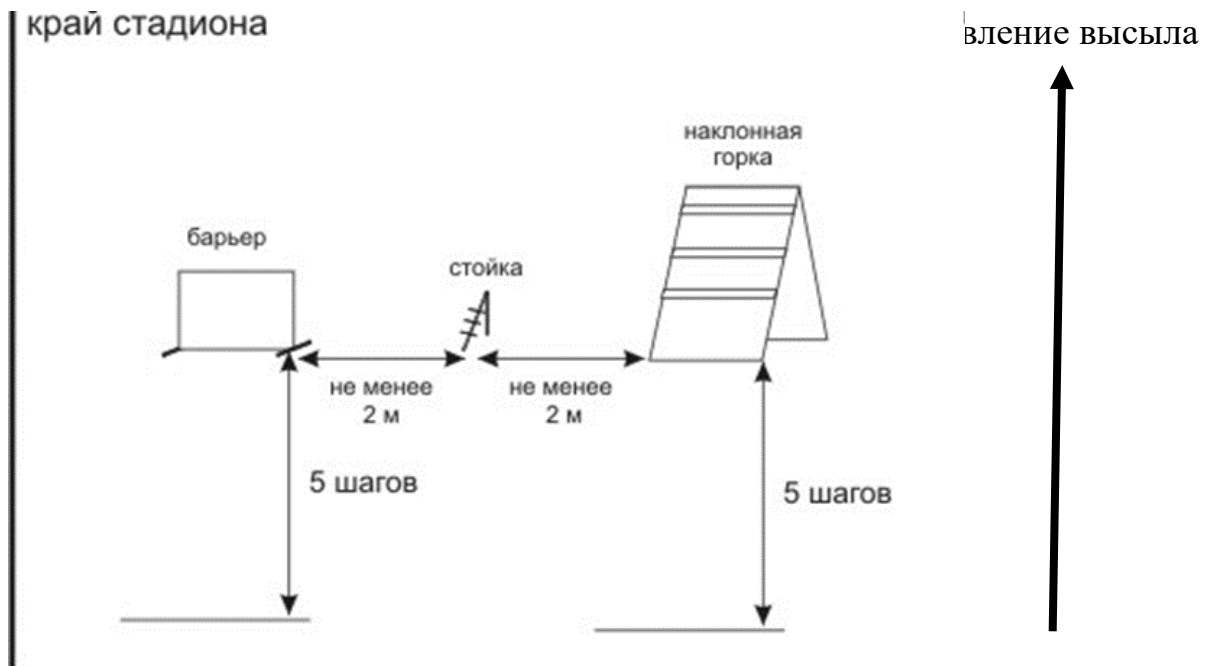 край стадиона
вление высыла
наклонная
горка
барьер
стойка
не менее
2 м
не менее
2 м
5 шагов
5 шагов